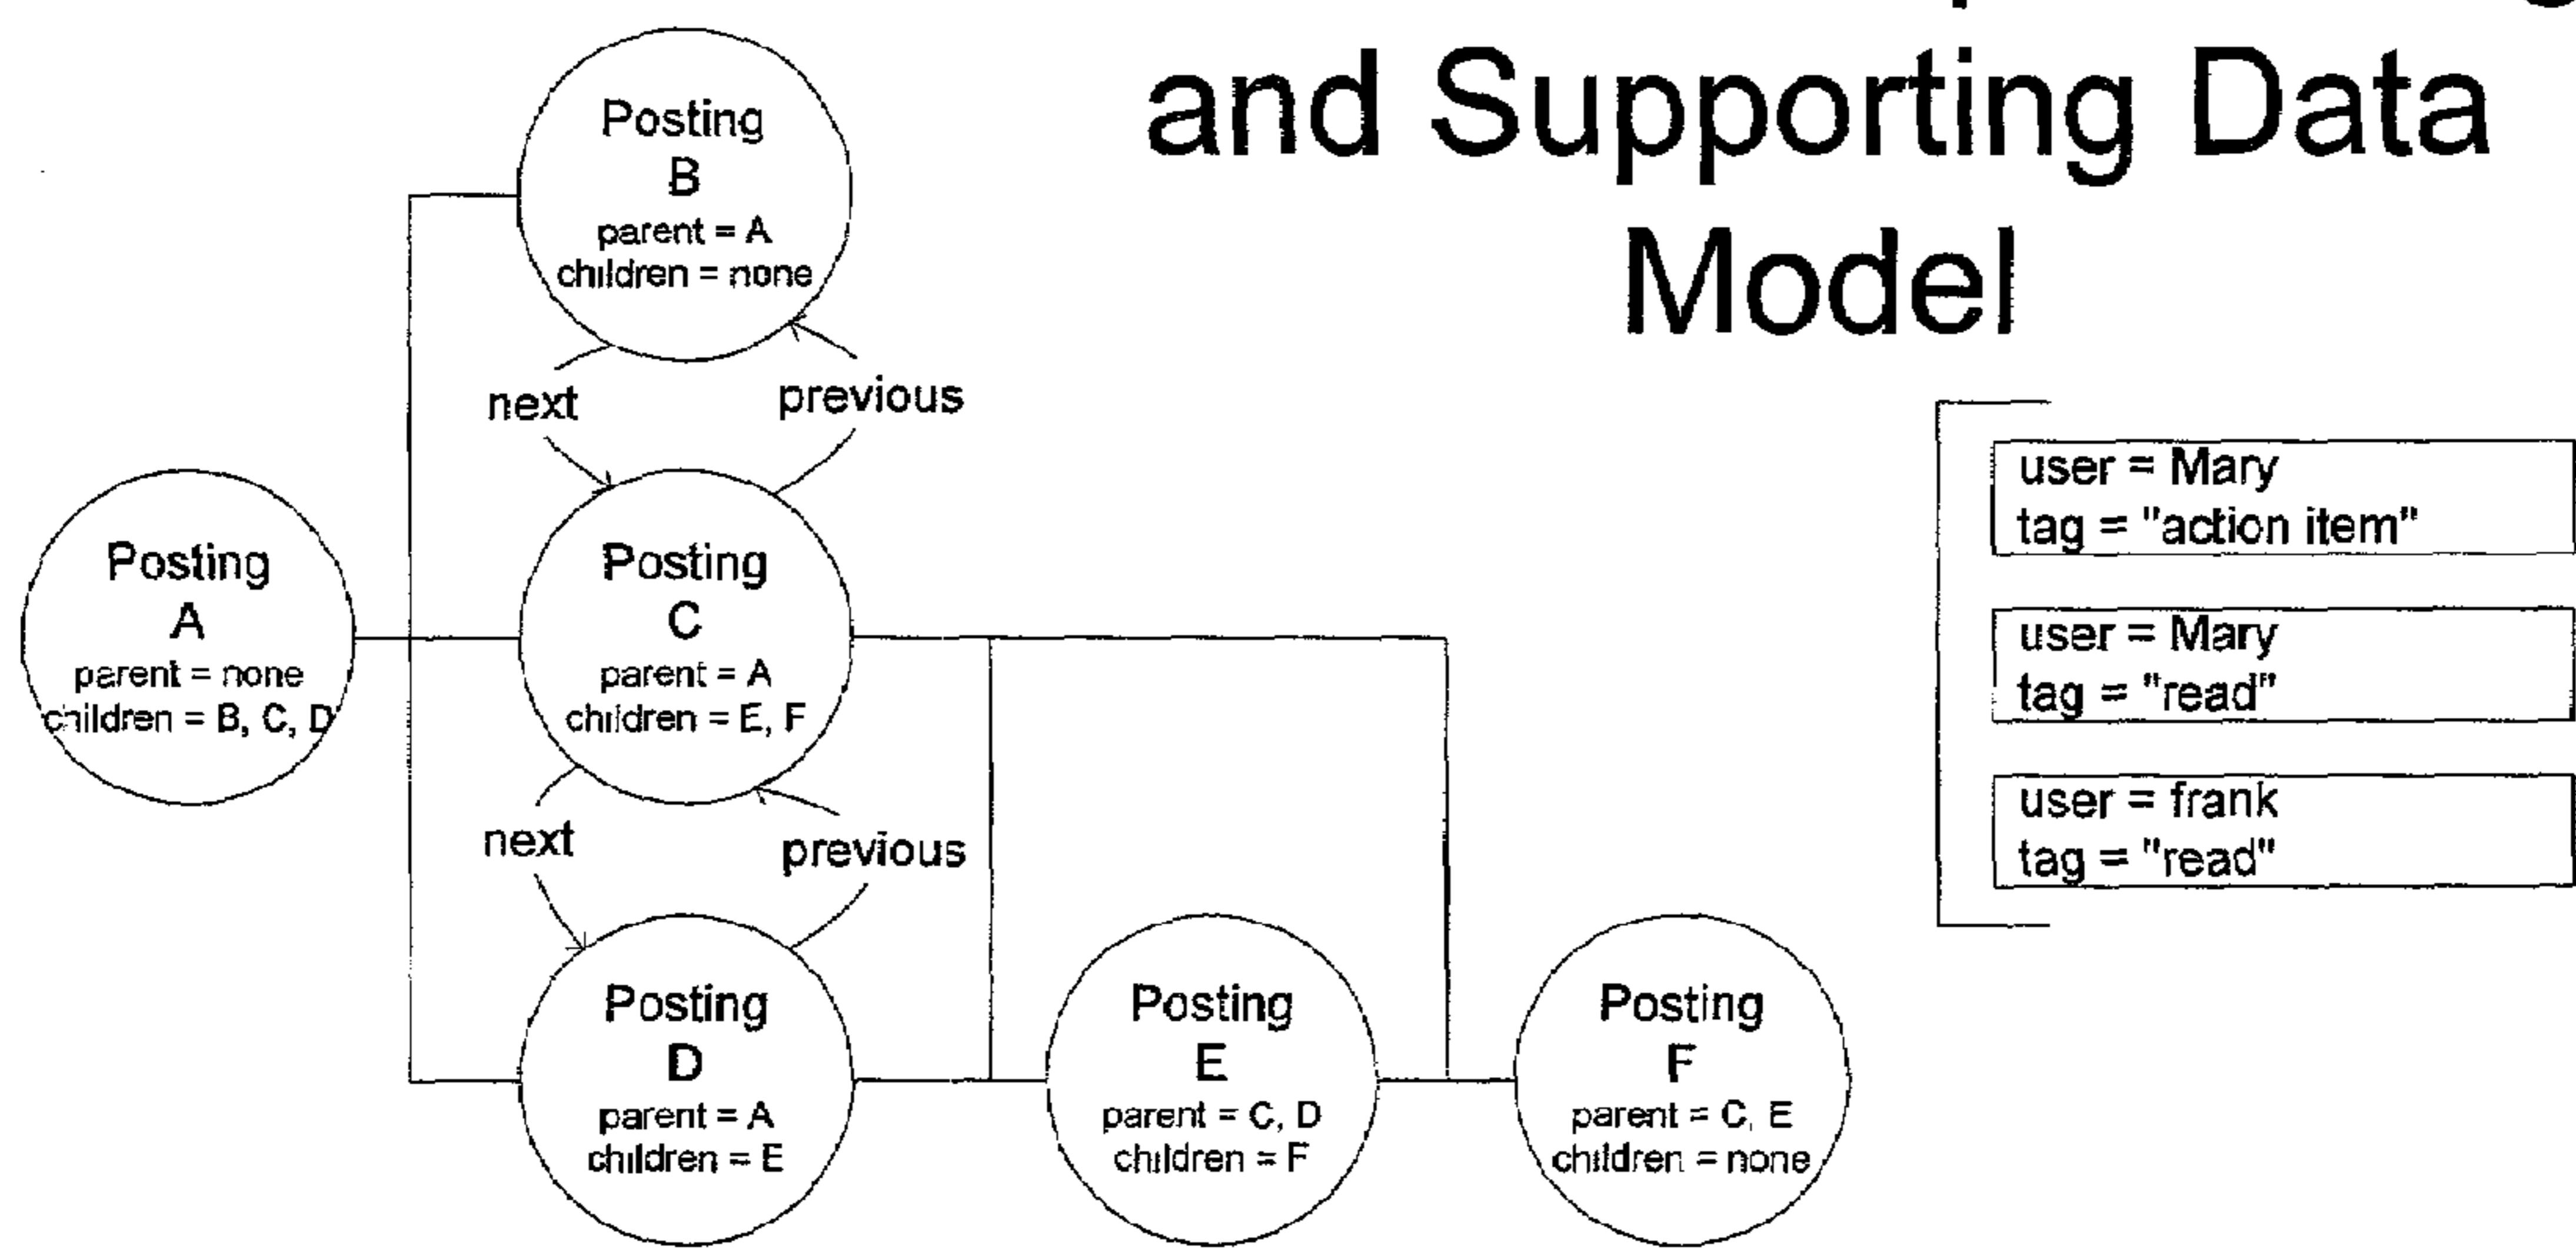 and Supporting Data
Model
Posting
B
parent = A
children = none
next
previous
Posting
A
parent = none
children = B, C, D
Posting
C
parent = A
children = E, F
next
previous
Posting
D
parent = A
children = E
Posting
E
parent = C, D
children = F
Posting
F
parent = C, E
children = none
user = Mary
tag = "action item"
user = Mary
tag = "read"
user = frank
tag = "read"